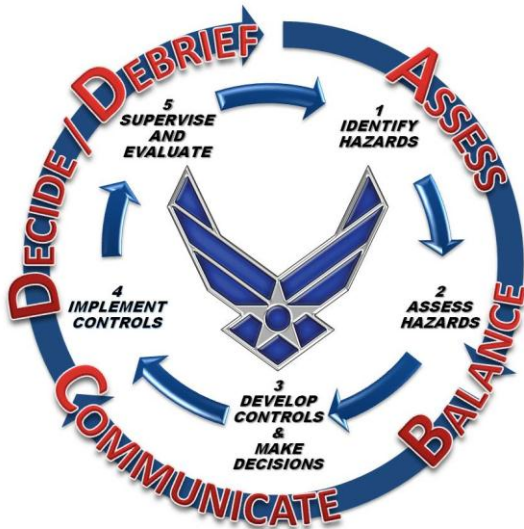 ASSESS
BALANCE
COMMUNICATE
DECIDE / DEBRIEF
1
IDENTIFY
HAZARDS
2
ASSESS
HAZARDS
3
DEVELOP
CONTROLS
&
MAKE
DECISIONS
4
IMPLEMENT
CONTROLS
5
SUPERVISE
AND
EVALUATE